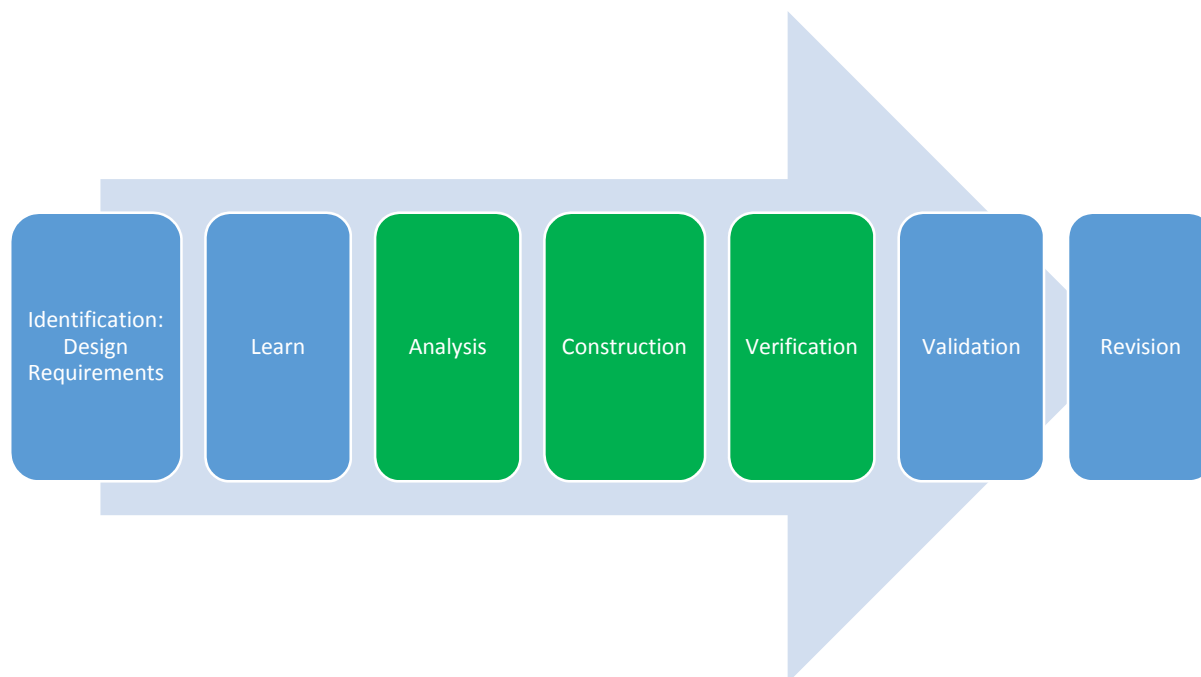 Identification:
Design
Requirements
Learn
Analysis
Construction
Verification
Validation
Revision